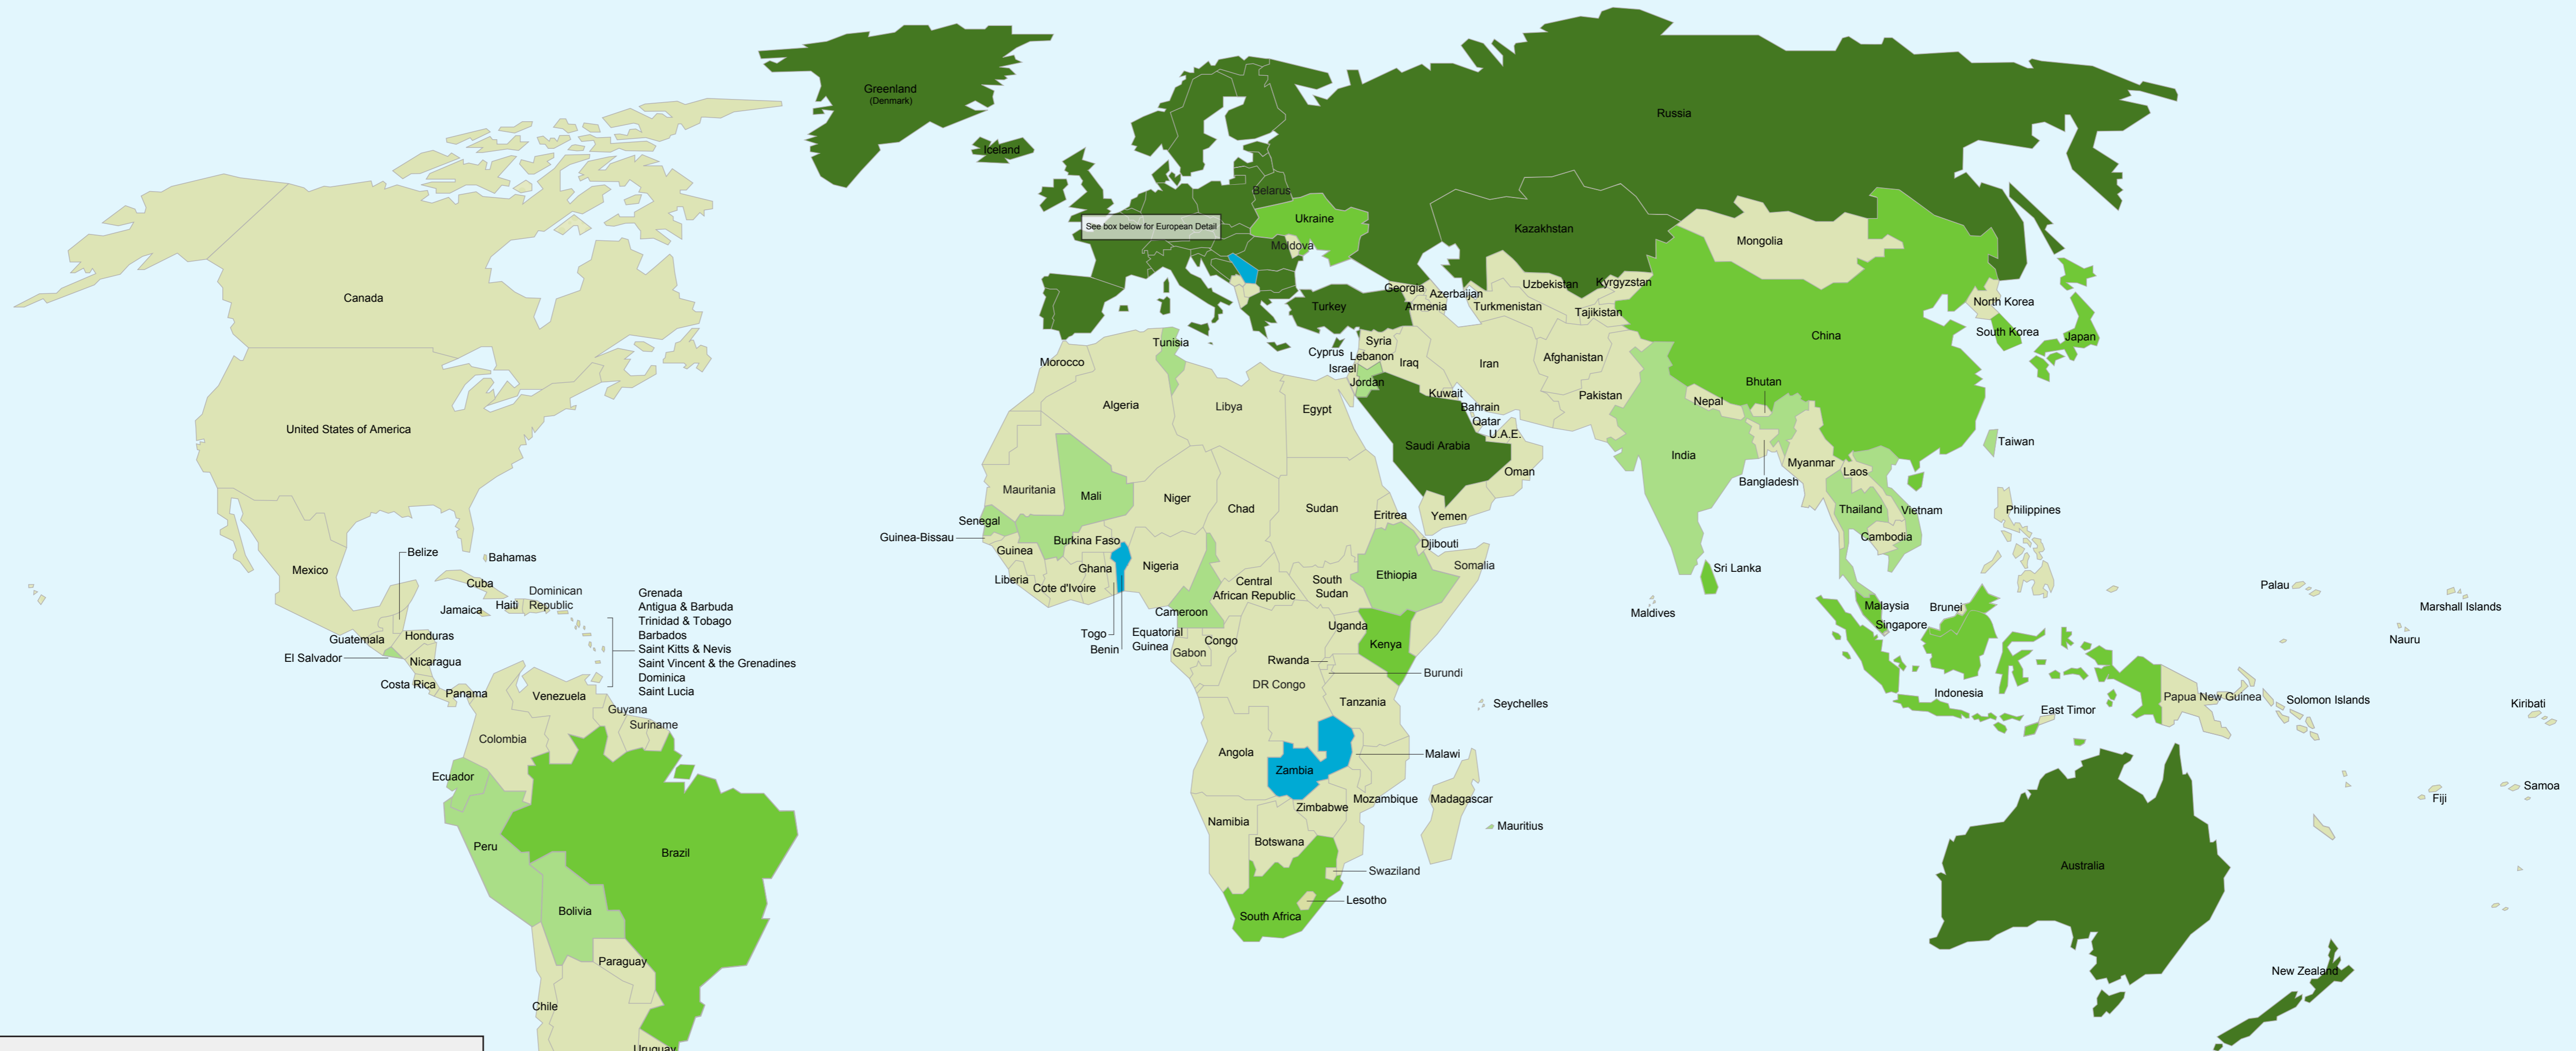 Greenland
(Denmark)
Iceland
Russia
Belarus
Ukraine
See box below for European Detail
Moldova
Kazakhstan
Mongolia
Canada
Georgia
Azerbaijan
Uzbekistan
Kyrgyzstan
Turkey
Armenia
Turkmenistan
Tajikistan
North Korea
South Korea
Japan
China
Tunisia
Morocco
Cyprus
Syria
Lebanon
Israel
Iraq
Iran
Afghanistan
Jordan
Kuwait
Pakistan
Bahrain
Qatar
U.A.E.
Bhutan
Nepal
United States of America
Algeria
Libya
Egypt
Saudi Arabia
Oman
India
Taiwan
Myanmar
Laos
Bangladesh
Mauritania
Mali
Niger
Chad
Sudan
Eritrea
Yemen
Thailand
Vietnam
Philippines
Senegal
Guinea-Bissau
Guinea
Burkina Faso
Djibouti
Cambodia
Belize
Bahamas
Mexico
Cuba
Haiti
Dominican
Republic
Jamaica
Liberia
Cote d'Ivoire
Ghana
Nigeria
Central
African Republic
South
Sudan
Ethiopia
Somalia
Sri Lanka
Maldives
Malaysia
Brunei
Singapore
Palau
Marshall Islands
Nauru
Grenada
Antigua & Barbuda
Trinidad & Tobago
Barbados
Saint Kitts & Nevis
Saint Vincent & the Grenadines
Dominica
Saint Lucia
Guatemala
Honduras
El Salvador
Nicaragua
Costa Rica
Panama
Togo
Benin
Cameroon
Equatorial
Guinea
Gabon
Congo
Uganda
Kenya
Rwanda
Burundi
DR Congo
Tanzania
Seychelles
Indonesia
East Timor
Papua New Guinea
Solomon Islands
Kiribati
Venezuela
Guyana
Suriname
Colombia
Ecuador
Angola
Zambia
Malawi
Mozambique
Zimbabwe
Madagascar
Mauritius
Fiji
Samoa
Peru
Brazil
Namibia
Botswana
Swaziland
Lesotho
South Africa
Australia
Bolivia
Paraguay
Chile
Uruguay
New Zealand